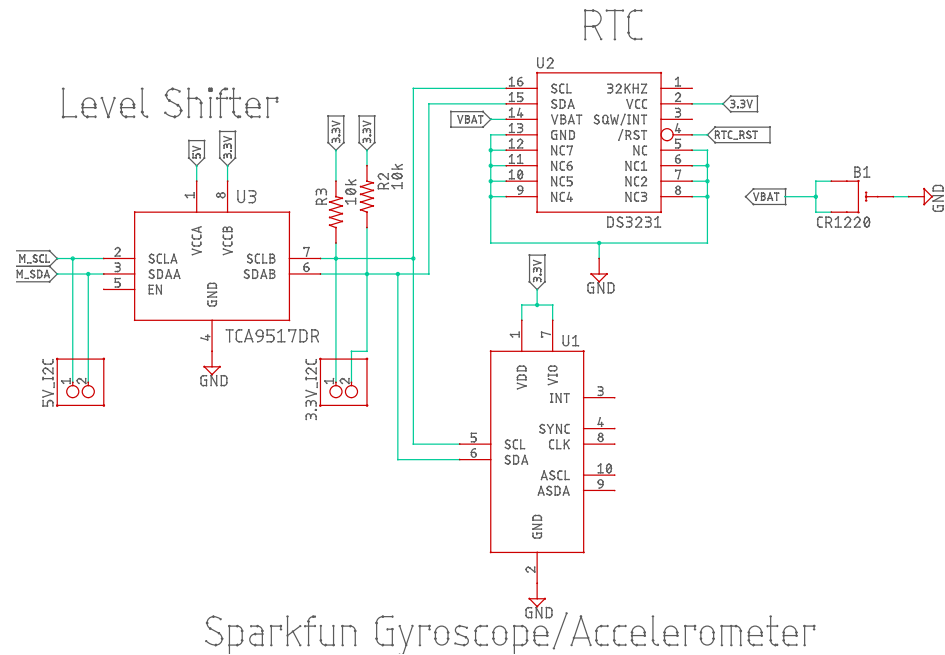 RTC
Level Shifter
U2
16 SCL 32KHZ 1
15 SDA VCC 2 3.3V
VBAT 14 VBAT SQW/INT 3
13 GND /RST 4 RTC_RST
12 NC7 NC 5
11 NC6 NC1 6
10 NC5 NC2 7
9 NC4 NC3 8
DS3231
GND
B1
VBAT
CR1220
GND
5V
3.3V
3.3V
3.3V
R3
10k
R2
10k
U3
1
8
VCCA
VCCB
M_SCL 2 SCLA SCLB 7
M_SDA 3 SDAA SDAB 6
5 EN
GND
4
TCA9517DR
GND
5V_I2C
1
2
3.3V_I2C
1
2
3.3V
U1
1
7
VDD
VIO
INT 3
SYNC 4
5 SCL CLK 8
6 SDA
ASCL 10
ASDA 9
GND
2
GND
Sparkfun Gyroscope/Accelerometer